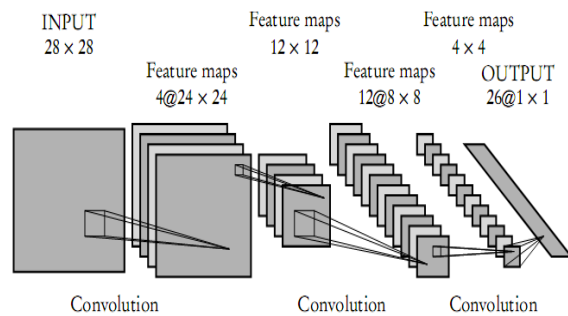 INPUT
28 × 28
Feature maps
4@24 × 24
Feature maps
12 × 12
Feature maps
12@8 × 8
Feature maps
4 × 4
OUTPUT
26@1 × 1
Convolution
Convolution
Convolution